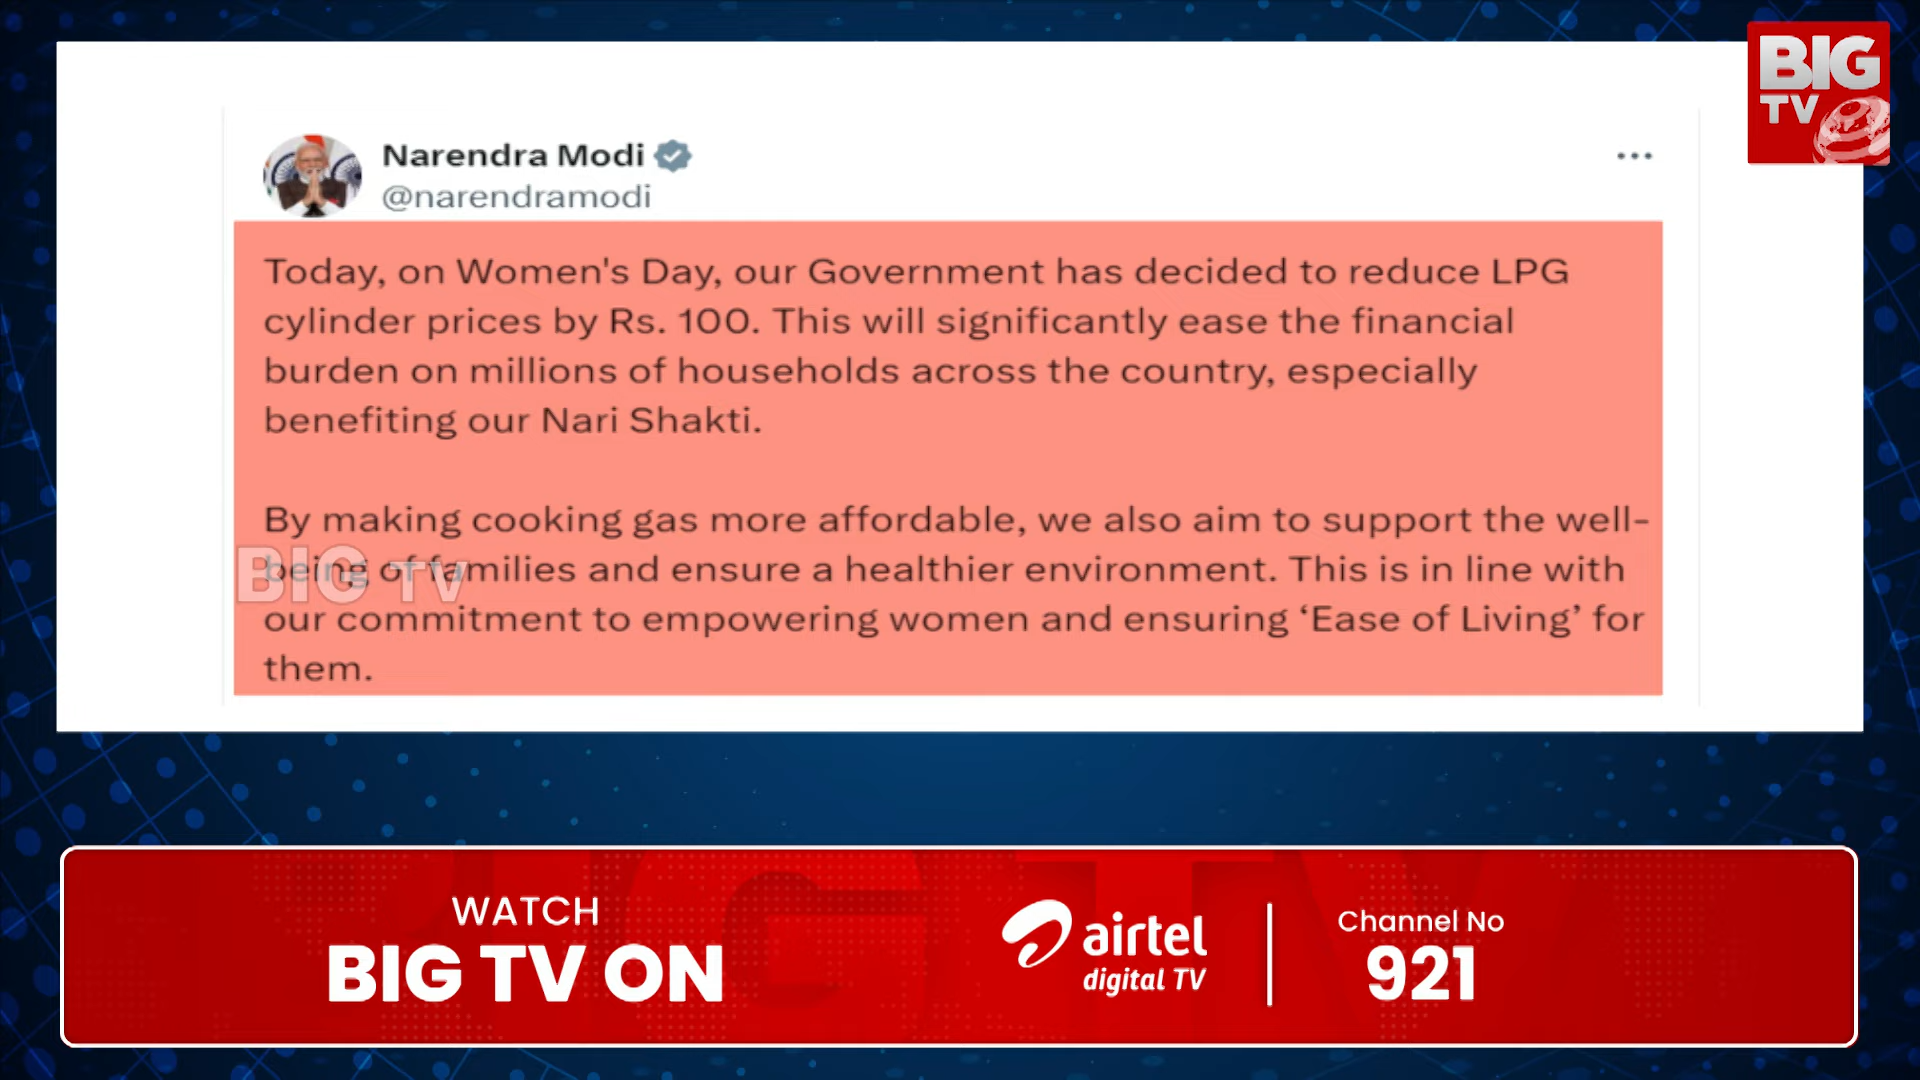 BIG
TV
Narendra Modi
@narendramodi
Today, on Women's Day, our Government has decided to reduce LPG
cylinder prices by Rs. 100. This will significantly ease the financial
burden on millions of households across the country, especially
benefiting our Nari Shakti.
By making cooking gas more affordable, we also aim to support the well-
being of families and ensure a healthier environment. This is in line with
our commitment to empowering women and ensuring ‘Ease of Living’ for
them.
BIG TV
WATCH
BIG TV ON
airtel
digital TV
Channel No
921